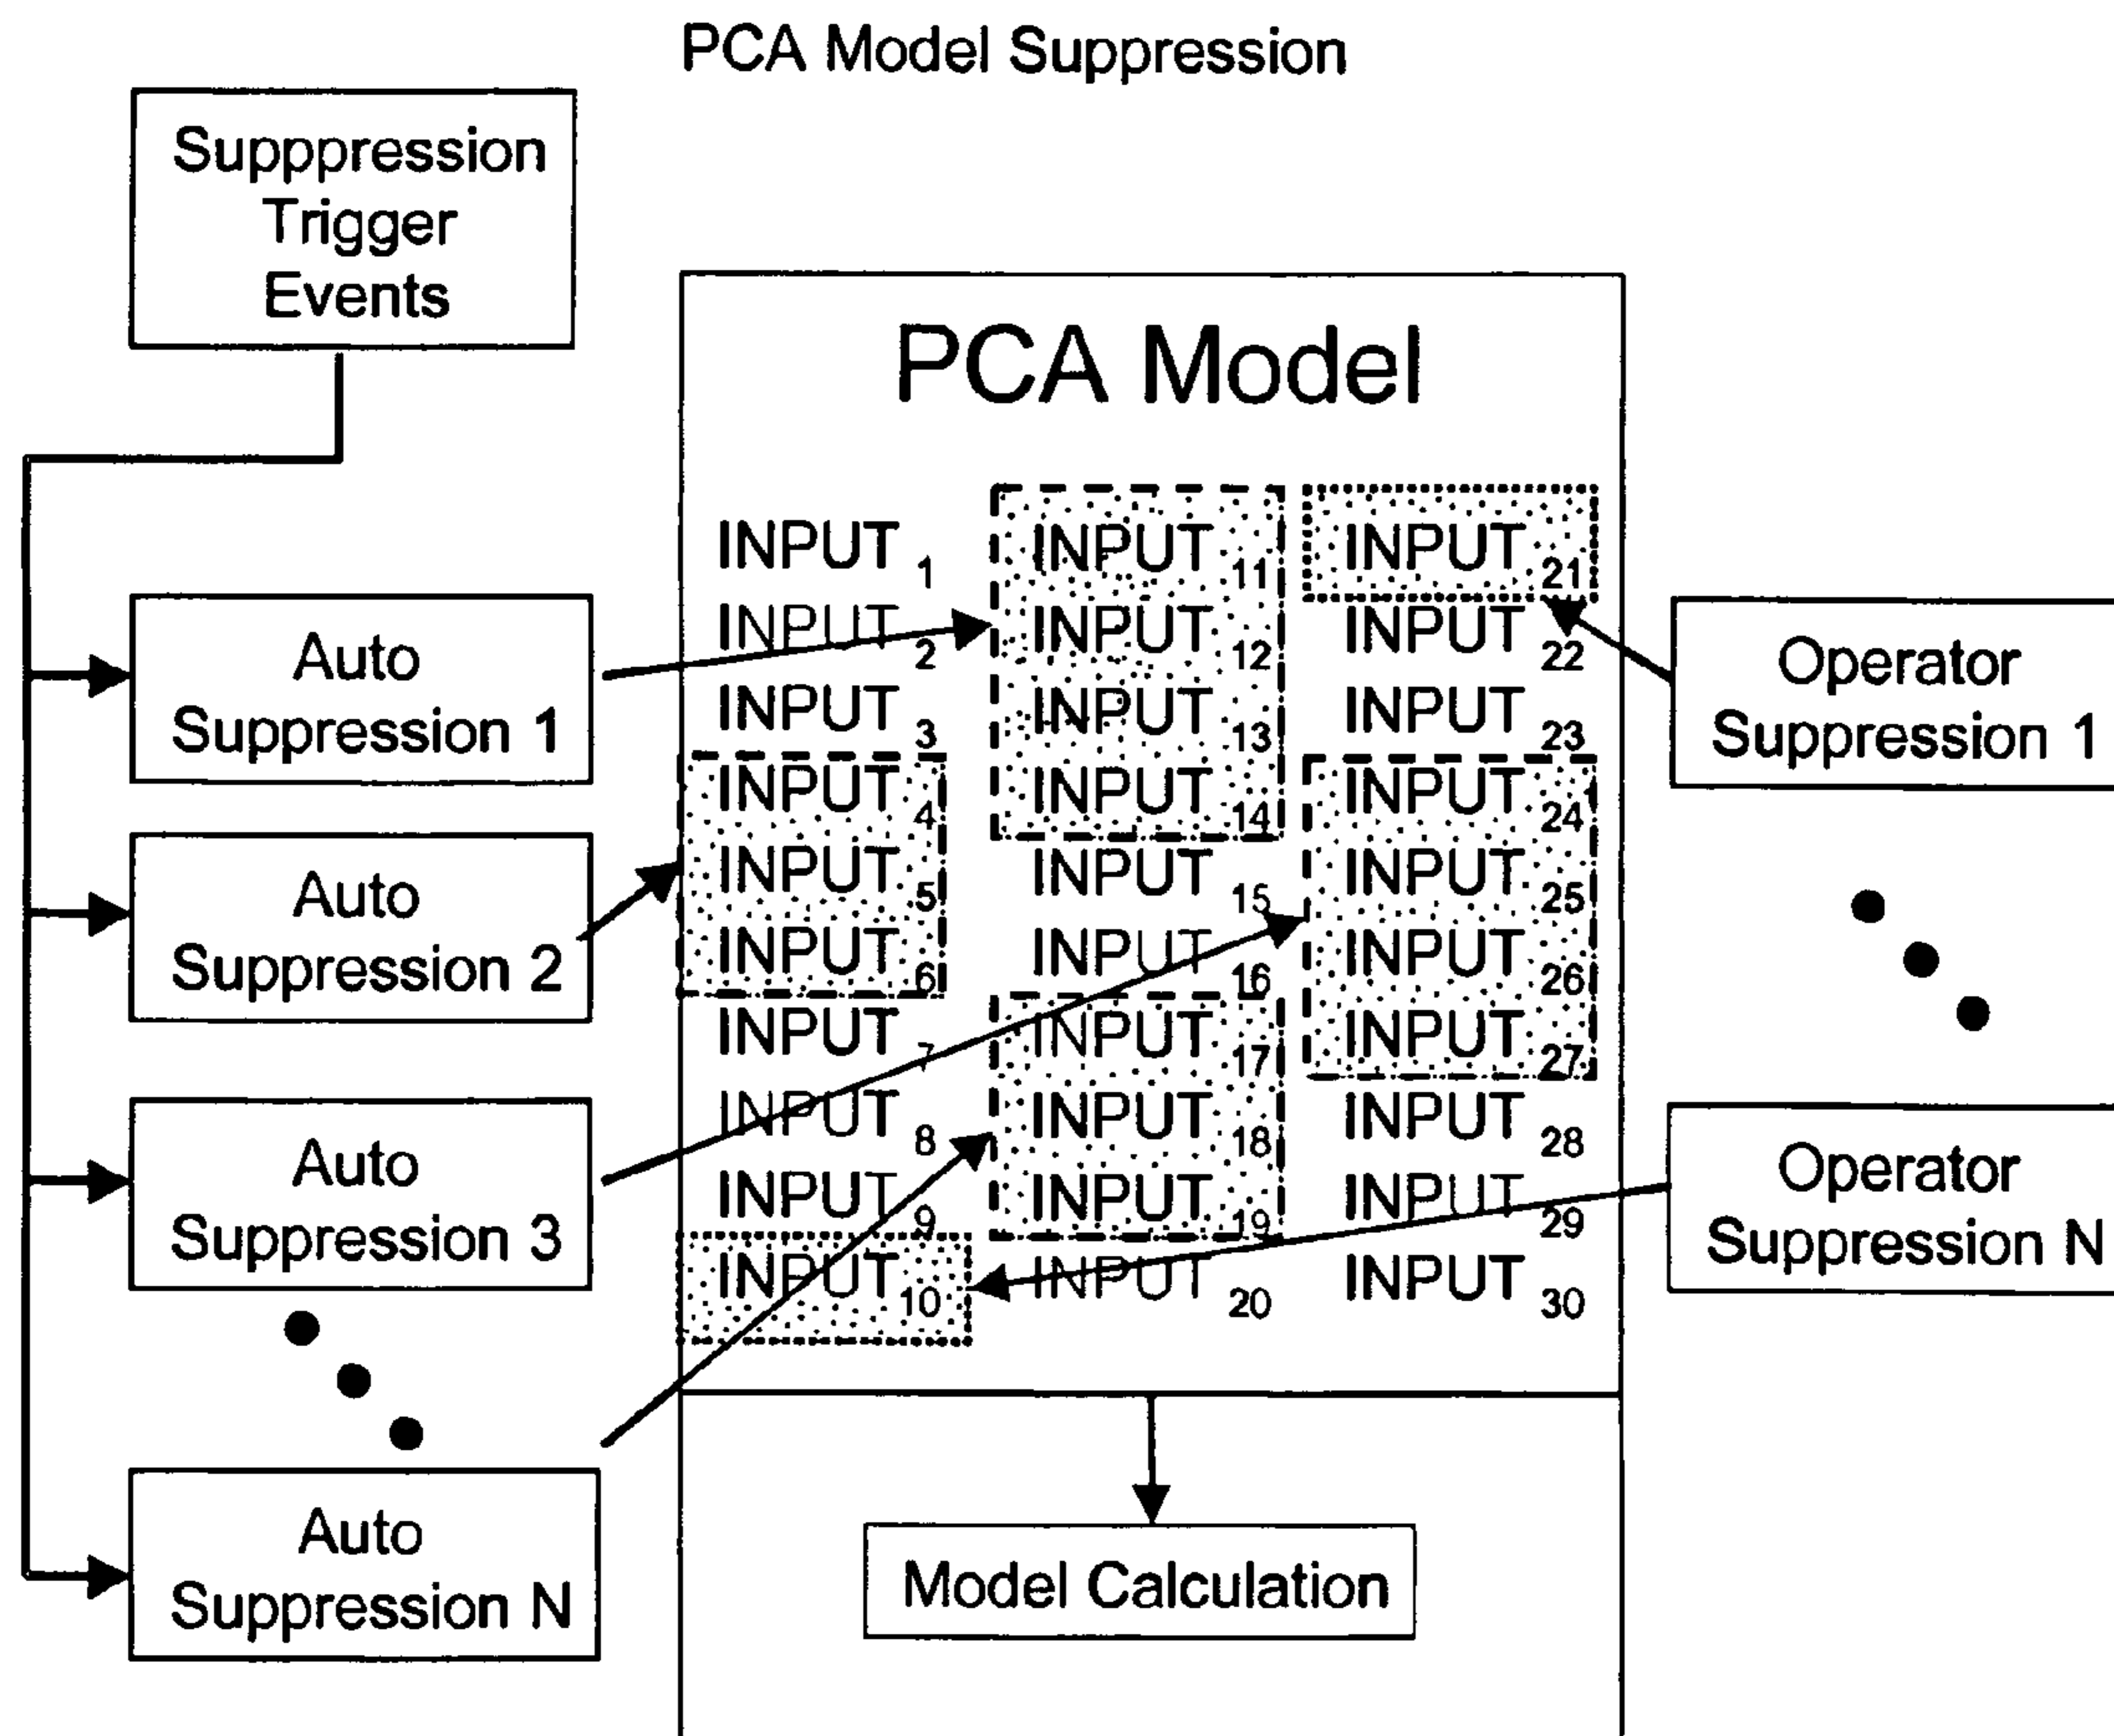 PCA Model Suppression
Supppression
Trigger
Events
PCA Model
INPUT 1
INPUT 2
INPUT 3
INPUT 4
INPUT 5
INPUT 6
INPUT 7
INPUT 8
INPUT 9
INPUT 10
INPUT 11
INPUT 12
INPUT 13
INPUT 14
INPUT 15
INPUT 16
INPUT 17
INPUT 18
INPUT 19
INPUT 20
INPUT 21
INPUT 22
INPUT 23
INPUT 24
INPUT 25
INPUT 26
INPUT 27
INPUT 28
INPUT 29
INPUT 30
Auto
Suppression 1
Auto
Suppression 2
Auto
Suppression 3
Auto
Suppression N
Operator
Suppression 1
Operator
Suppression N
Model Calculation